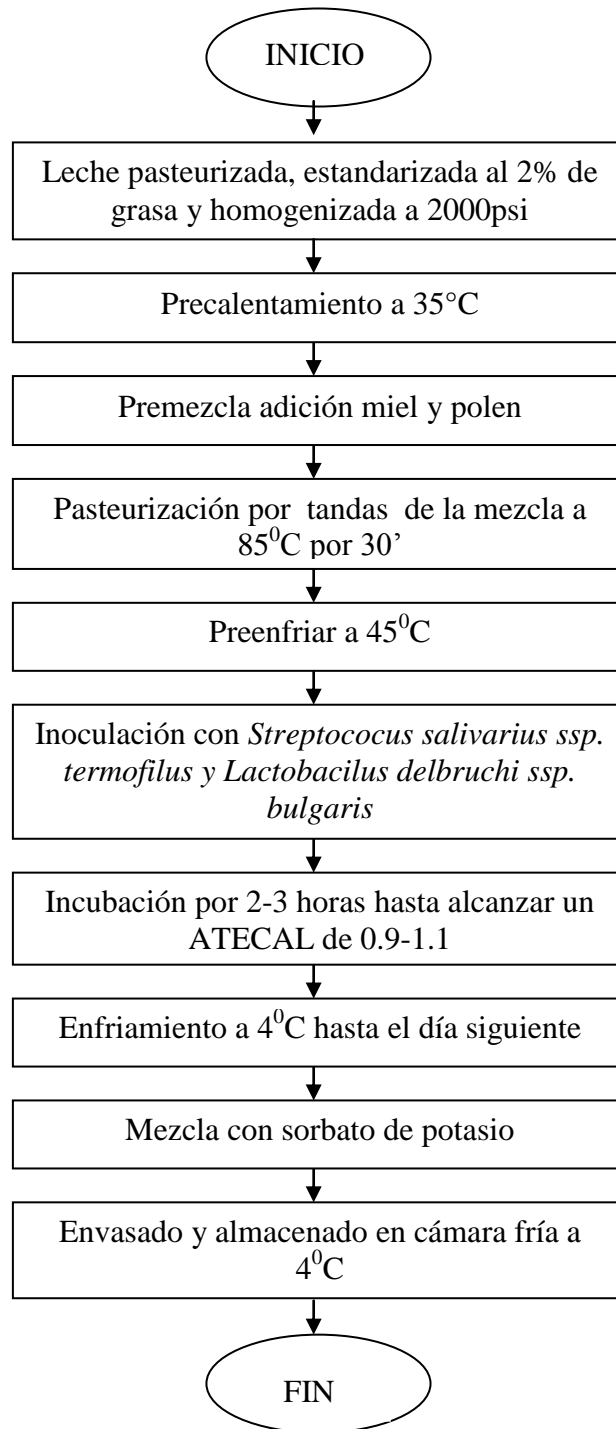 INICIO
Leche pasteurizada, estandarizada al 2% de
grasa y homogenizada a 2000psi
Precalentamiento a 35°C
Premezcla adición miel y polen
Pasteurización por tandas de la mezcla a
85⁰C por 30’
Preenfriar a 45⁰C
Inoculación con Streptococus salivarius ssp.
termofilus y Lactobacilus delbruchi ssp.
bulgaris
Incubación por 2-3 horas hasta alcanzar un
ATECAL de 0.9-1.1
Enfriamiento a 4⁰C hasta el día siguiente
Mezcla con sorbato de potasio
Envasado y almacenado en cámara fría a
4⁰C
FIN